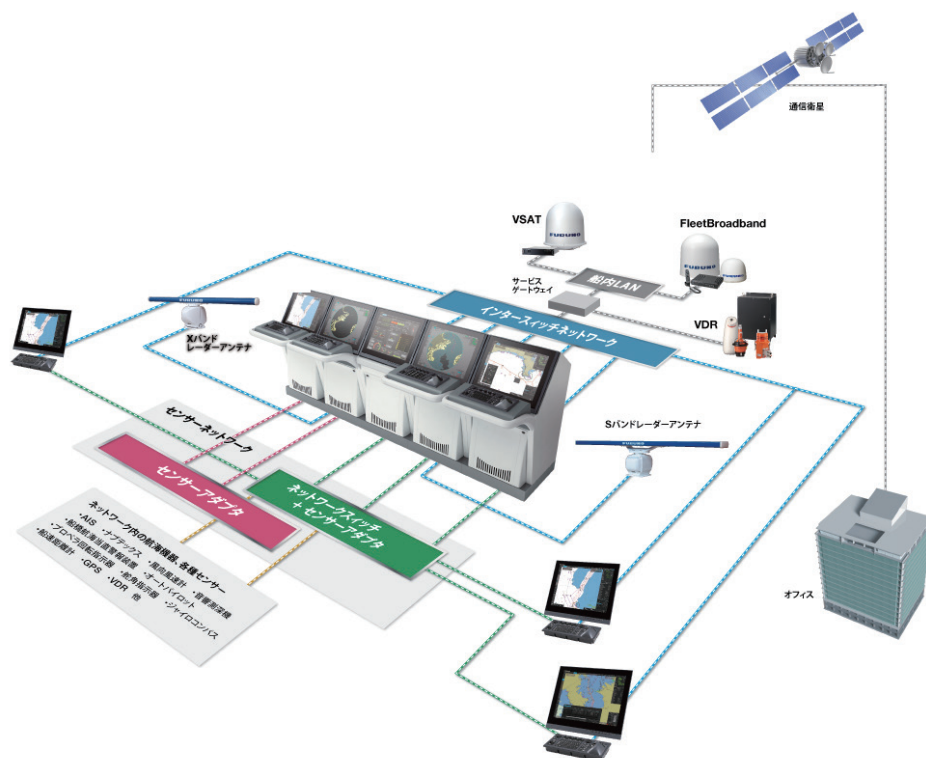 通信衛星
VSAT
FURUNO
FleetBroadband
FURUNO
船内LAN
サービス
ゲートウェイ
VDR
インタースイッチネットワーク
FURUNO
Xバンド
レーダーアンテナ
Sバンドレーダーアンテナ
FURUNO
センサーネットワーク
センサーアダプタ
ネットワークスイッチ
+センサーアダプタ
ネットワーク内の航海機器、各種センサー
・AIS ・ナブテックス ・風向風速計 ・音響測深機
・船橋航海当直警報装置 ・オートパイロット
・プロペラ回転指示器 ・舵角指示器 ・ジャイロコンパス
・船速距離計 ・GPS ・VDR 他
オフィス